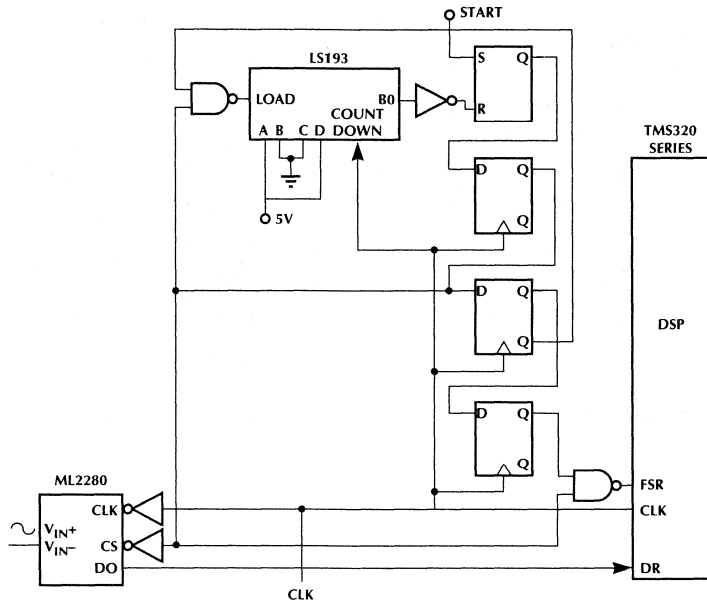 START
LS193
LOAD
B0
COUNT
DOWN
A B C D
5V
S Q
R
D Q
Q
D Q
Q
D Q
Q
TMS320
SERIES
DSP
FSR
CLK
DR
ML2280
CLK
VIN+
VIN−
CS
DO
CLK